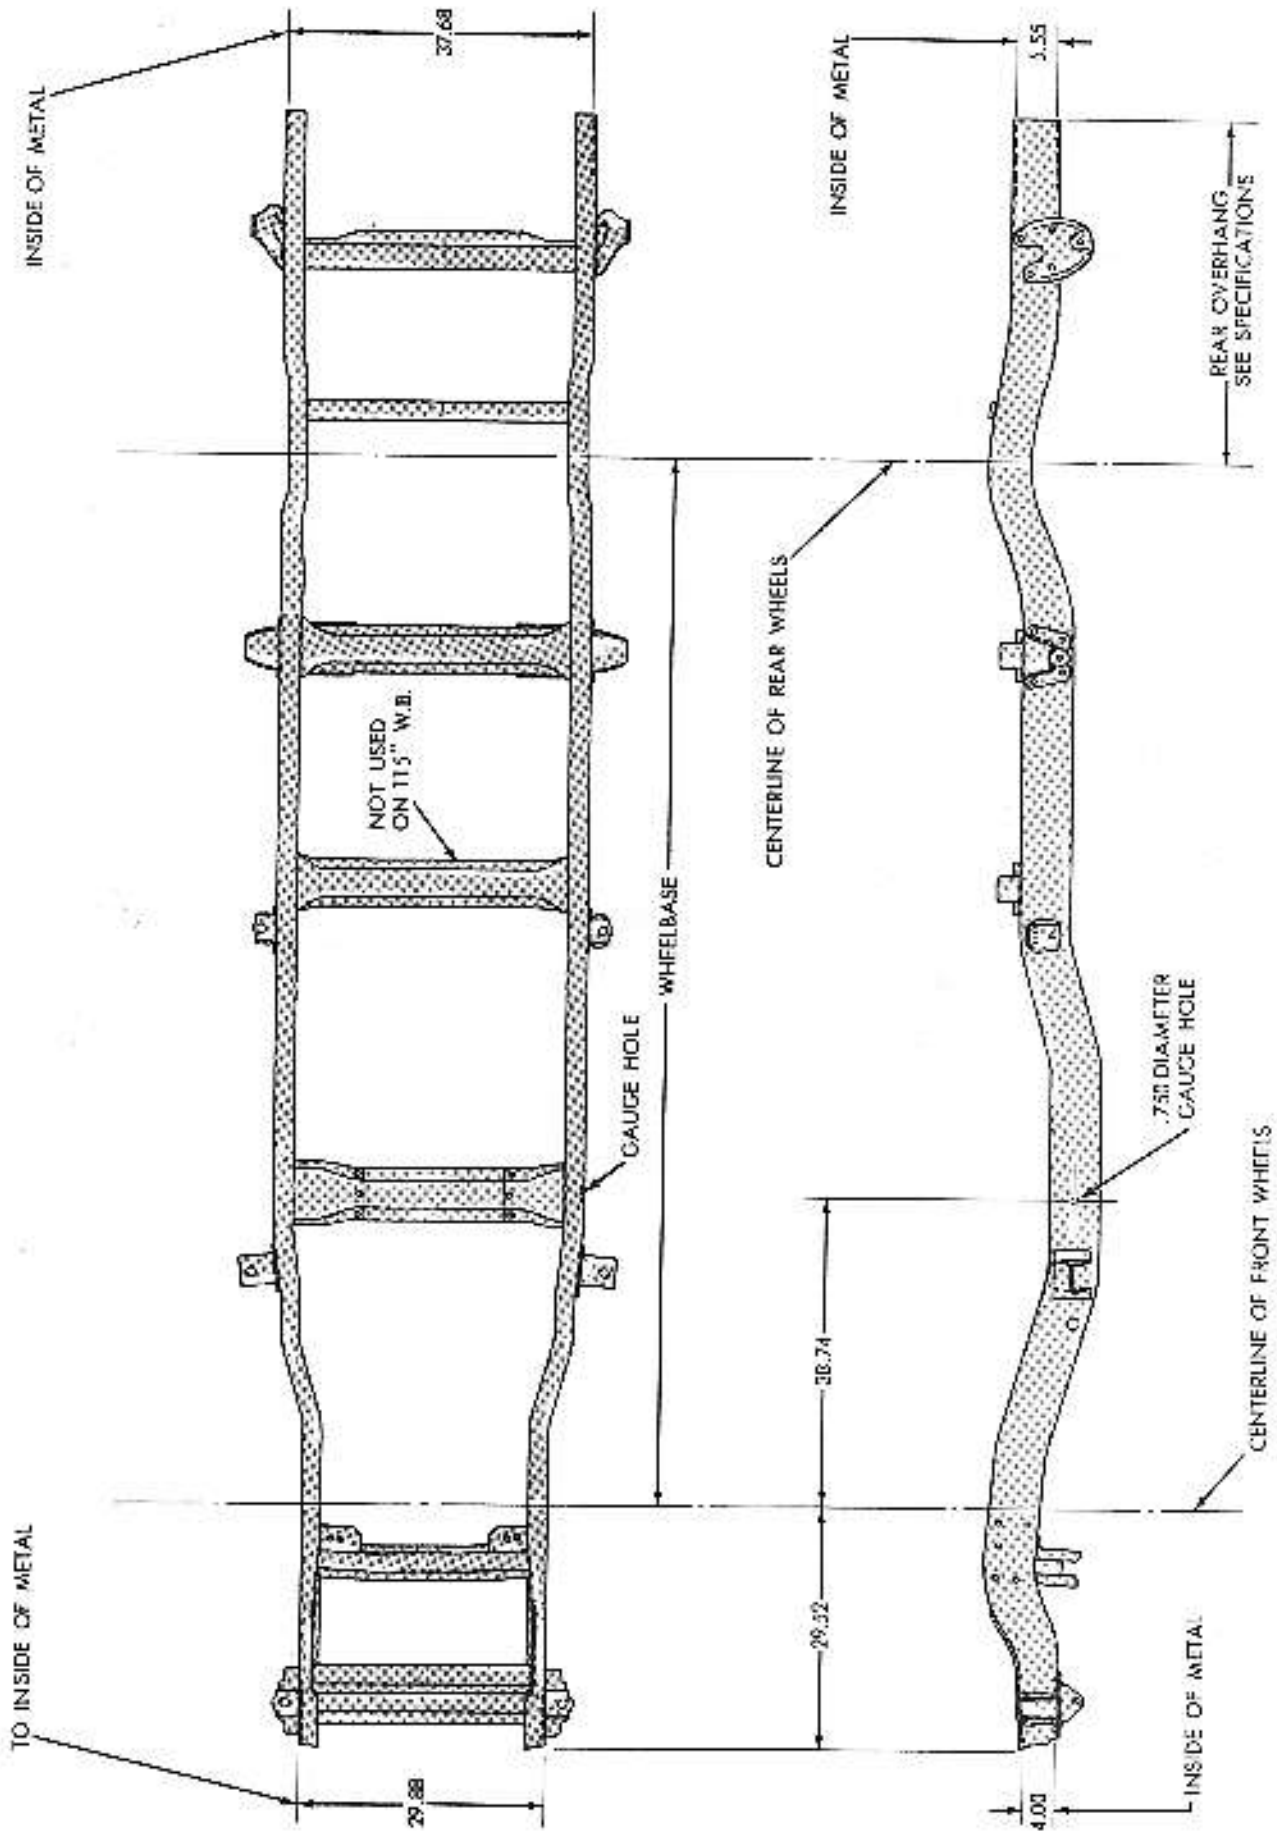 TO INSIDE OF METAL
INSIDE OF METAL
NOT USED
ON 115" W.B.
29.88
37.68
GAUGE HOLE
WHEELBASE
CENTERLINE OF REAR WHEELS
29.52
38.74
INSIDE OF METAL
4.00
5.55
.750 DIAMETER
GAUGE HOLE
INSIDE OF METAL
REAR OVERHANG
SEE SPECIFICATIONS
CENTERLINE OF FRONT WHEELS